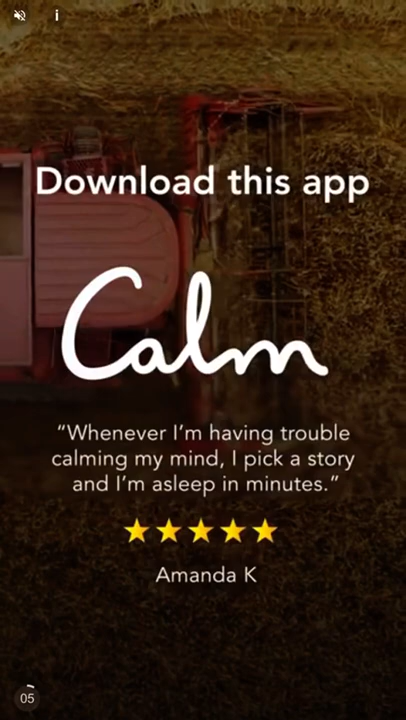 i
Download this app
Calm
“Whenever I’m having trouble
calming my mind, I pick a story
and I’m asleep in minutes.”
Amanda K
05